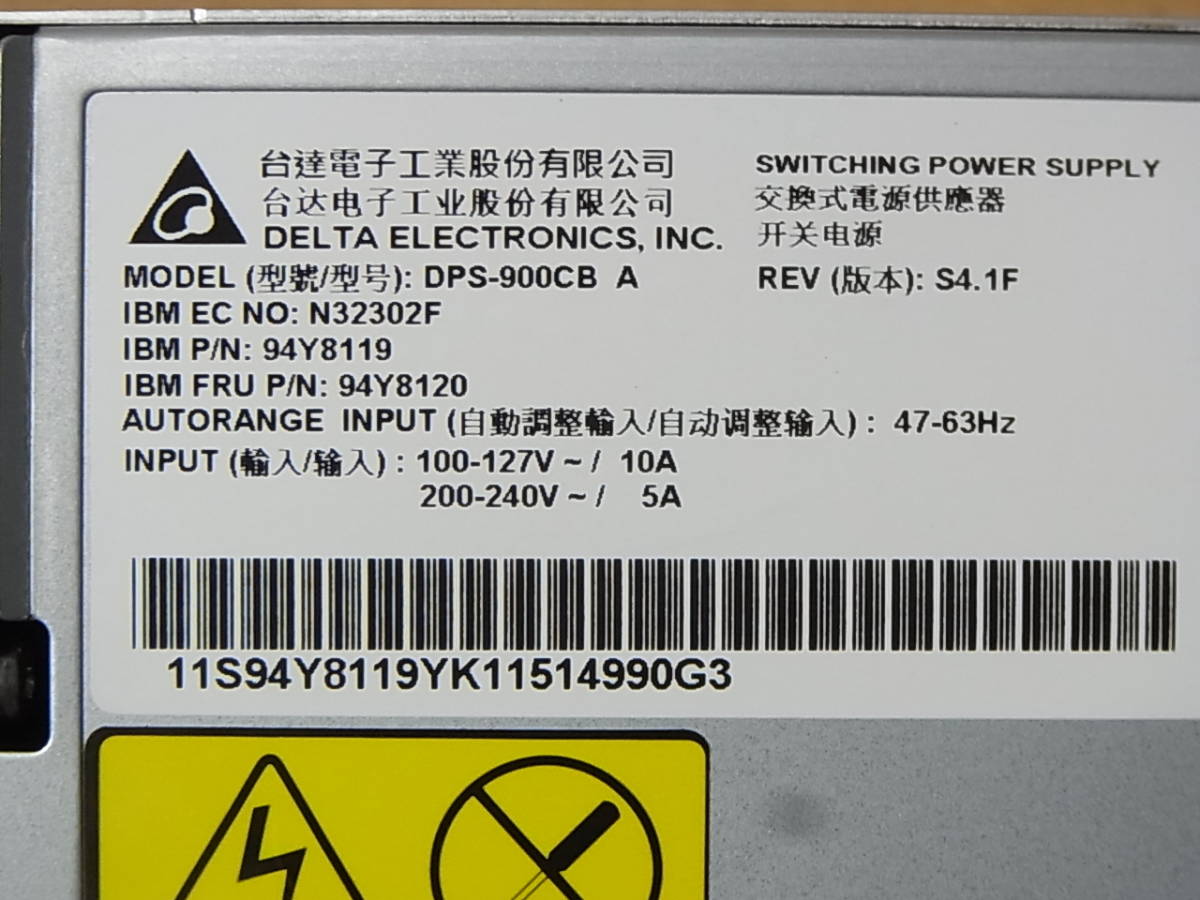 台達電子工業股份有限公司
台达电子工业股份有限公司
DELTA ELECTRONICS, INC.
SWITCHING POWER SUPPLY
交換式電源供應器
开关电源
MODEL (型號/型号): DPS-900CB A
REV (版本): S4.1F
IBM EC NO: N32302F
IBM P/N: 94Y8119
IBM FRU P/N: 94Y8120
AUTORANGE INPUT (自動調整輸入/自动调整输入) : 47-63Hz
INPUT (輸入/输入) : 100-127V ~ / 10A
200-240V ~ / 5A
11S94Y8119YK11514990G3